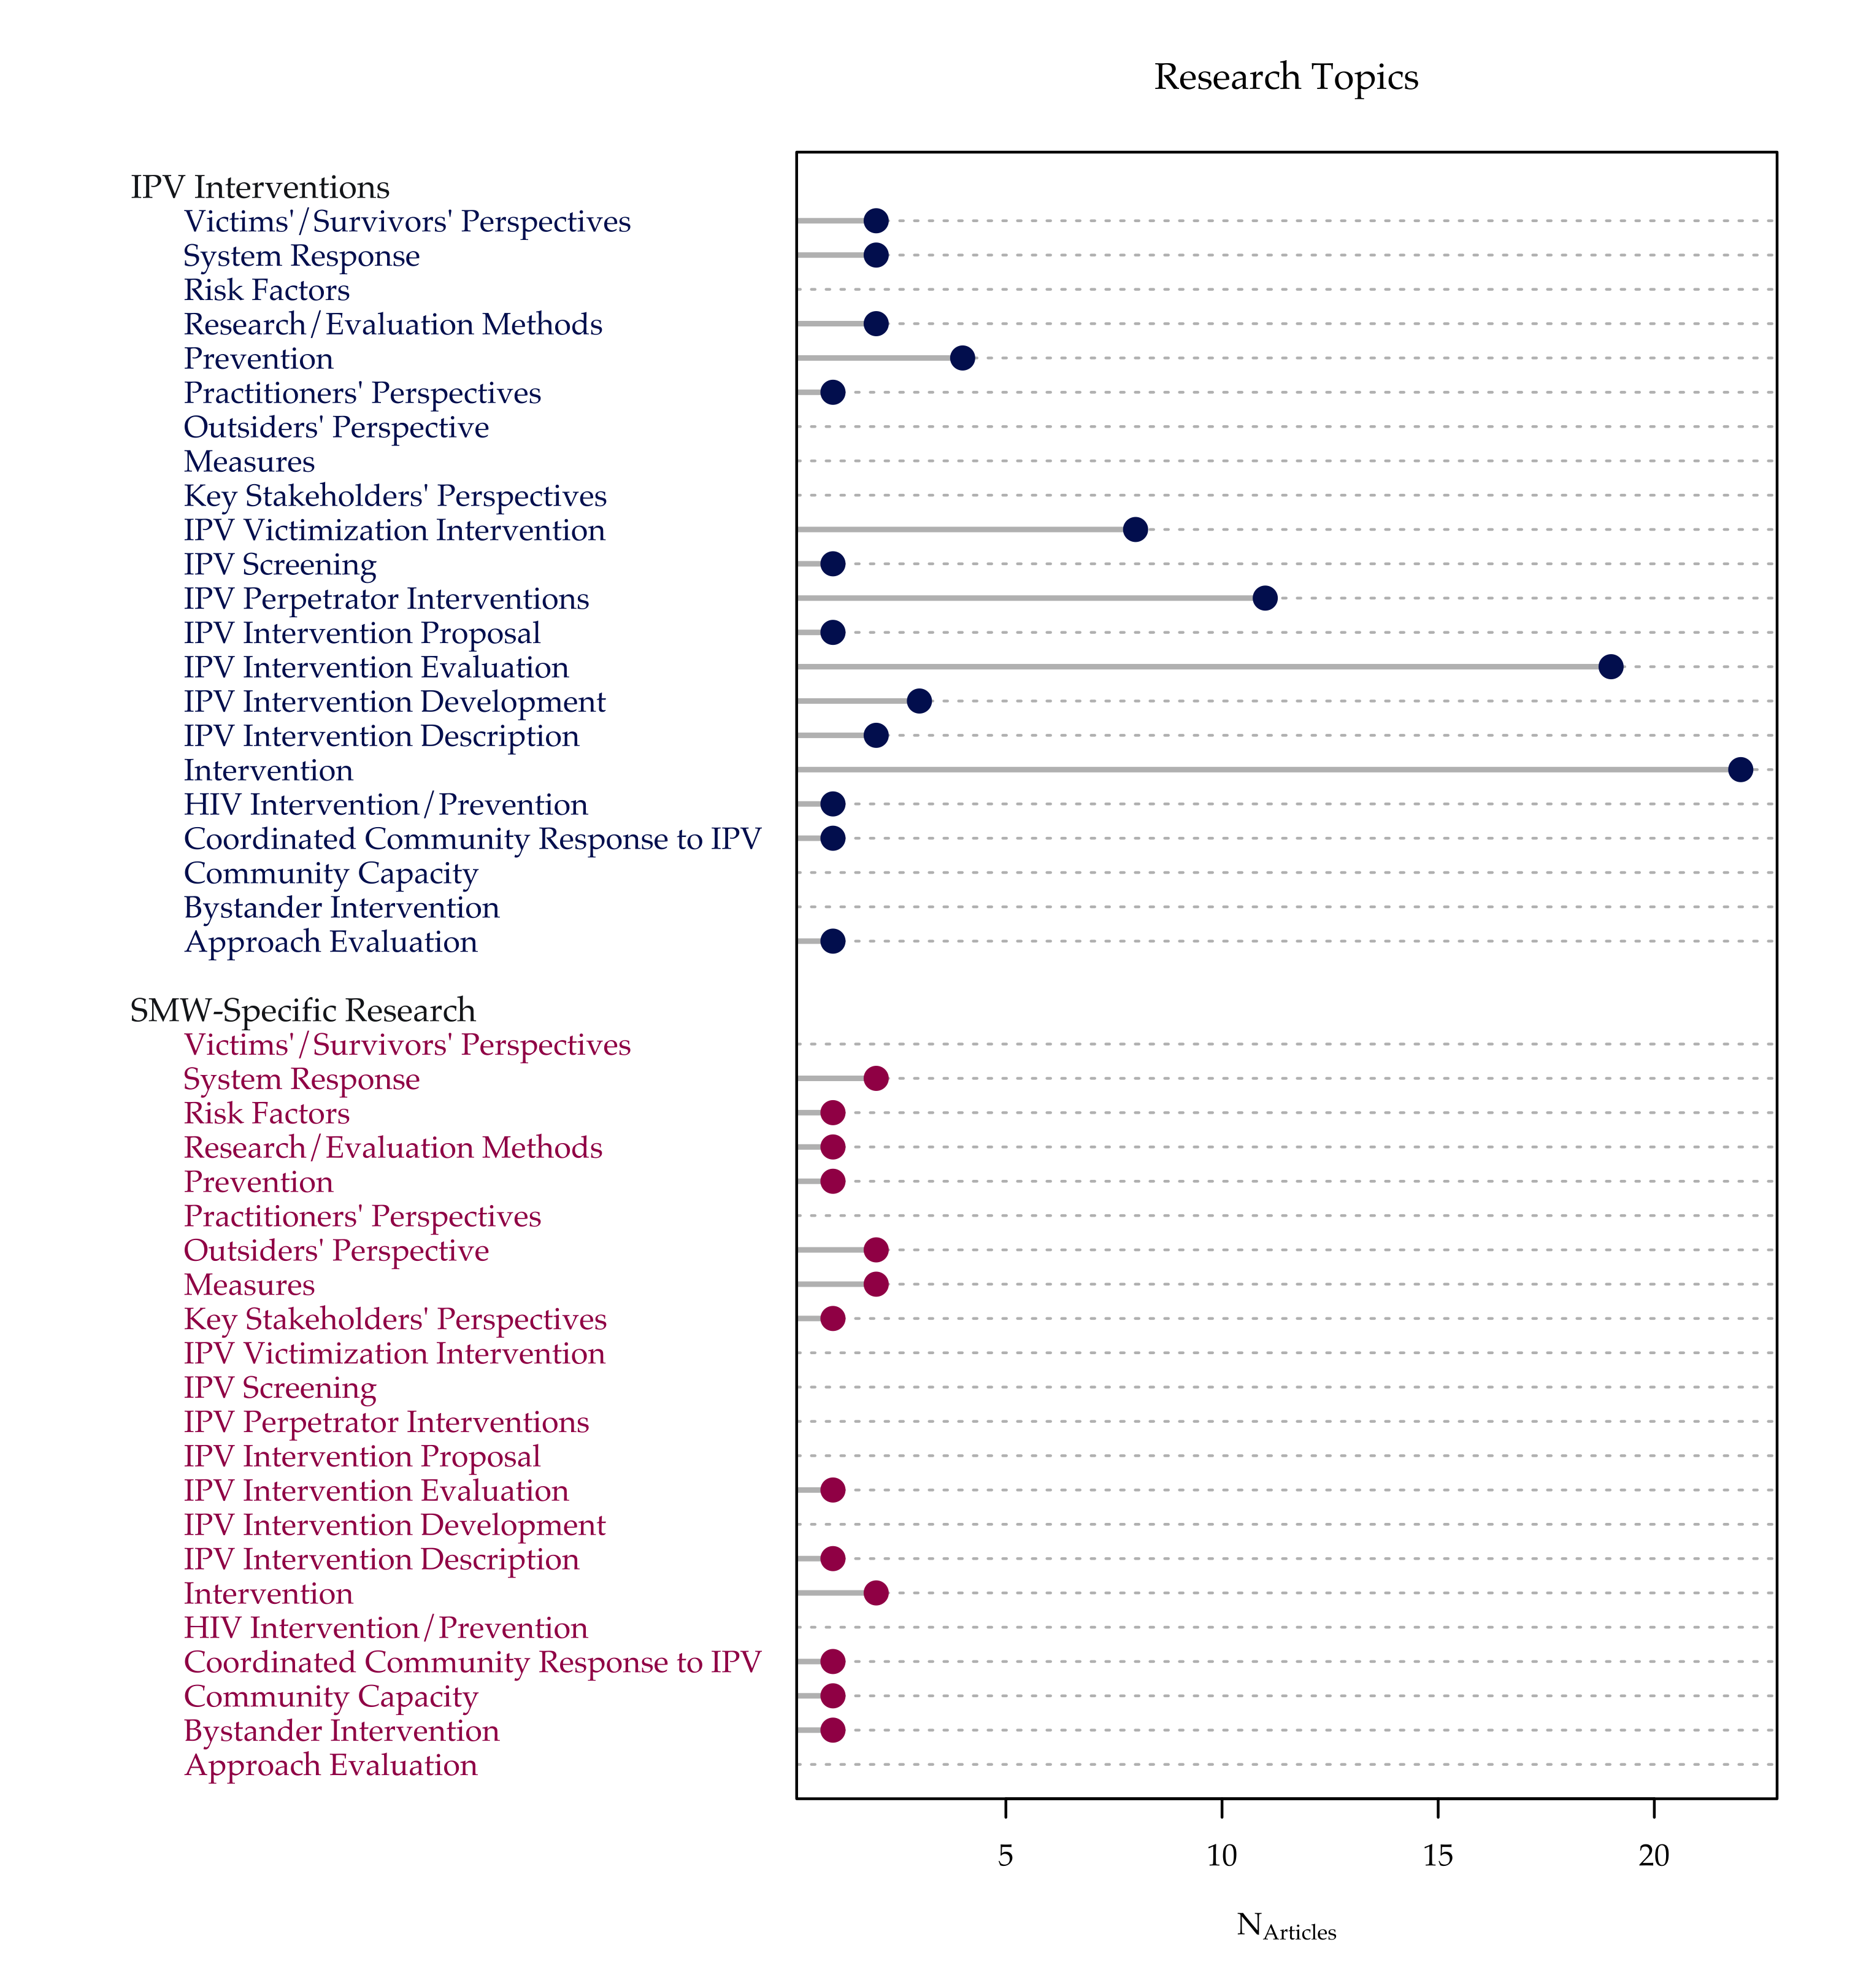 Research Topics
IPV Interventions
Victims'/Survivors' Perspectives
System Response
Risk Factors
Research/Evaluation Methods
Prevention
Practitioners' Perspectives
Outsiders' Perspective
Measures
Key Stakeholders' Perspectives
IPV Victimization Intervention
IPV Screening
IPV Perpetrator Interventions
IPV Intervention Proposal
IPV Intervention Evaluation
IPV Intervention Development
IPV Intervention Description
Intervention
HIV Intervention/Prevention
Coordinated Community Response to IPV
Community Capacity
Bystander Intervention
Approach Evaluation
SMW-Specific Research
Victims'/Survivors' Perspectives
System Response
Risk Factors
Research/Evaluation Methods
Prevention
Practitioners' Perspectives
Outsiders' Perspective
Measures
Key Stakeholders' Perspectives
IPV Victimization Intervention
IPV Screening
IPV Perpetrator Interventions
IPV Intervention Proposal
IPV Intervention Evaluation
IPV Intervention Development
IPV Intervention Description
Intervention
HIV Intervention/Prevention
Coordinated Community Response to IPV
Community Capacity
Bystander Intervention
Approach Evaluation
5 10 15 20
NArticles